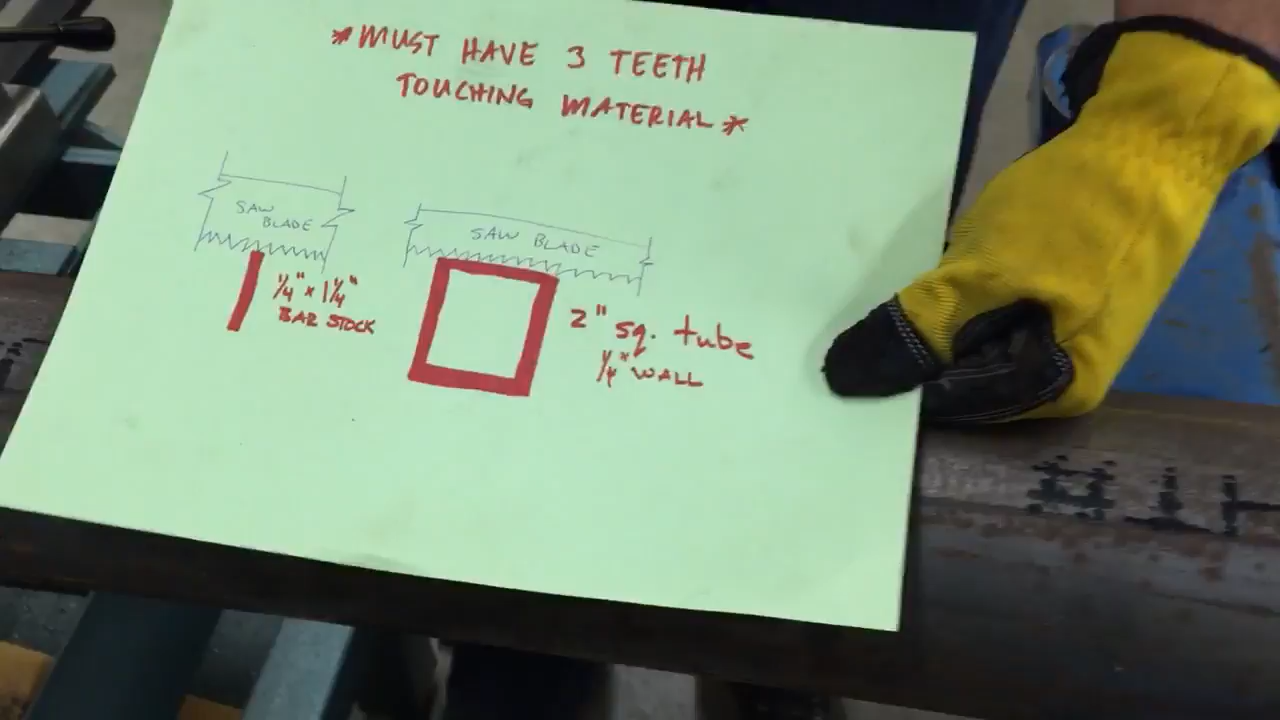 *MUST HAVE 3 TEETH
TOUCHING MATERIAL*
SAW
BLADE
SAW BLADE
1/4" x 1 1/4"
BAR STOCK
2" sq. tube
1/4" WALL